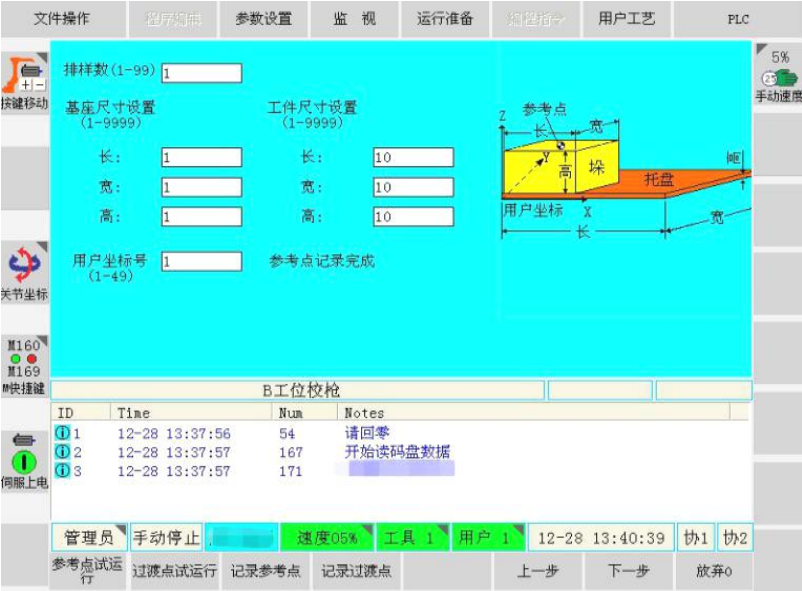 文件操作 程序编辑 参数设置 监 视 运行准备 编程指令 用户工艺 PLC
按键移动
5%
手动速度
排样数(1-99) 1
基座尺寸设置
(1-9999)
工件尺寸设置
(1-9999)
长: 1 长: 10
宽: 1 宽: 10
高: 1 高: 10
用户坐标号 1 参考点记录完成
(1-49)
参考点
Z
长
宽
Y
高
垛
托盘
高
用户坐标 X
长
宽
关节坐标
M160
M169
M快捷键
B工位校枪
ID Time Num Notes
1 12-28 13:37:56 54 请回零
2 12-28 13:37:57 167 开始读码盘数据
3 12-28 13:37:57 171
伺服上电
管理员 手动停止 速度05% 工具 1 用户 1 12-28 13:40:39 协1 协2
参考点试运行 过渡点试运行 记录参考点 记录过渡点 上一步 下一步 放弃0